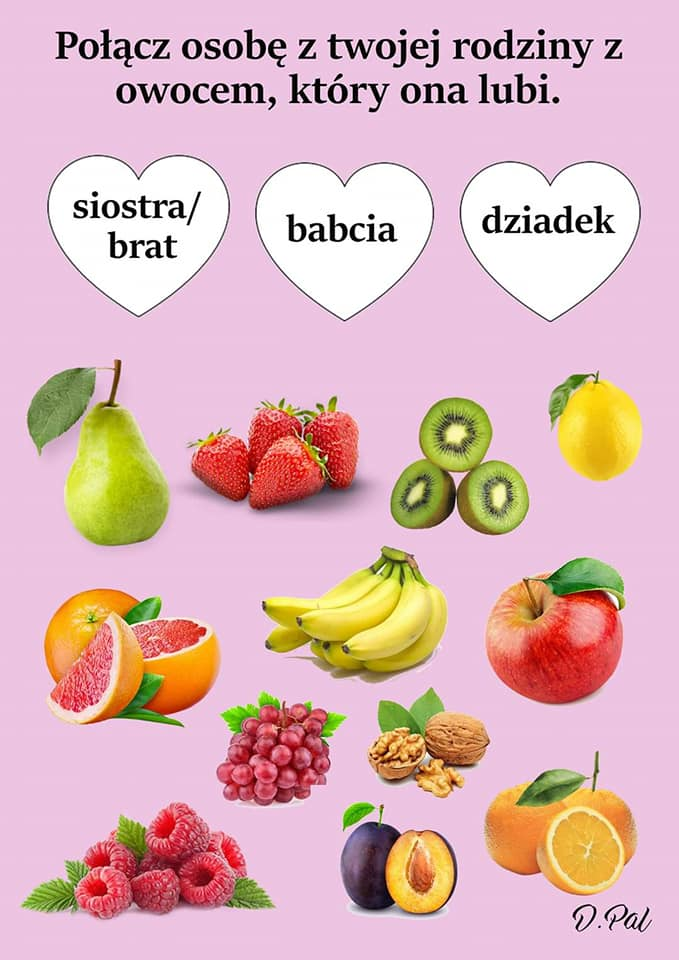 Połącz osobę z twojej rodziny z
owocem, który ona lubi.
siostra/
brat
babcia
dziadek
D.Pal